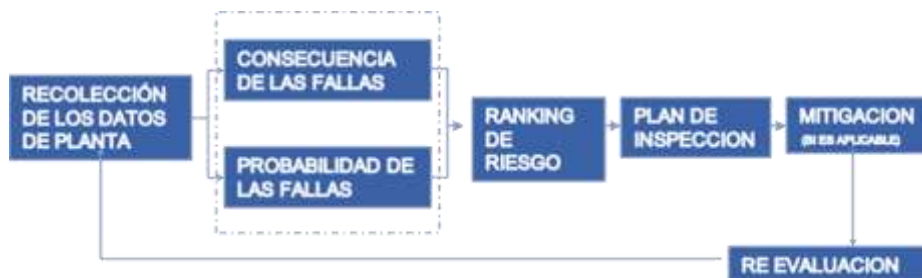 RECOLECCIÓN
DE LOS DATOS
DE PLANTA
CONSECUENCIA
DE LAS FALLAS
PROBABILIDAD DE
LAS FALLAS
RANKING
DE
RIESGO
PLAN DE
INSPECCION
MITIGACION
(SI ES APLICABLE)
RE EVALUACION